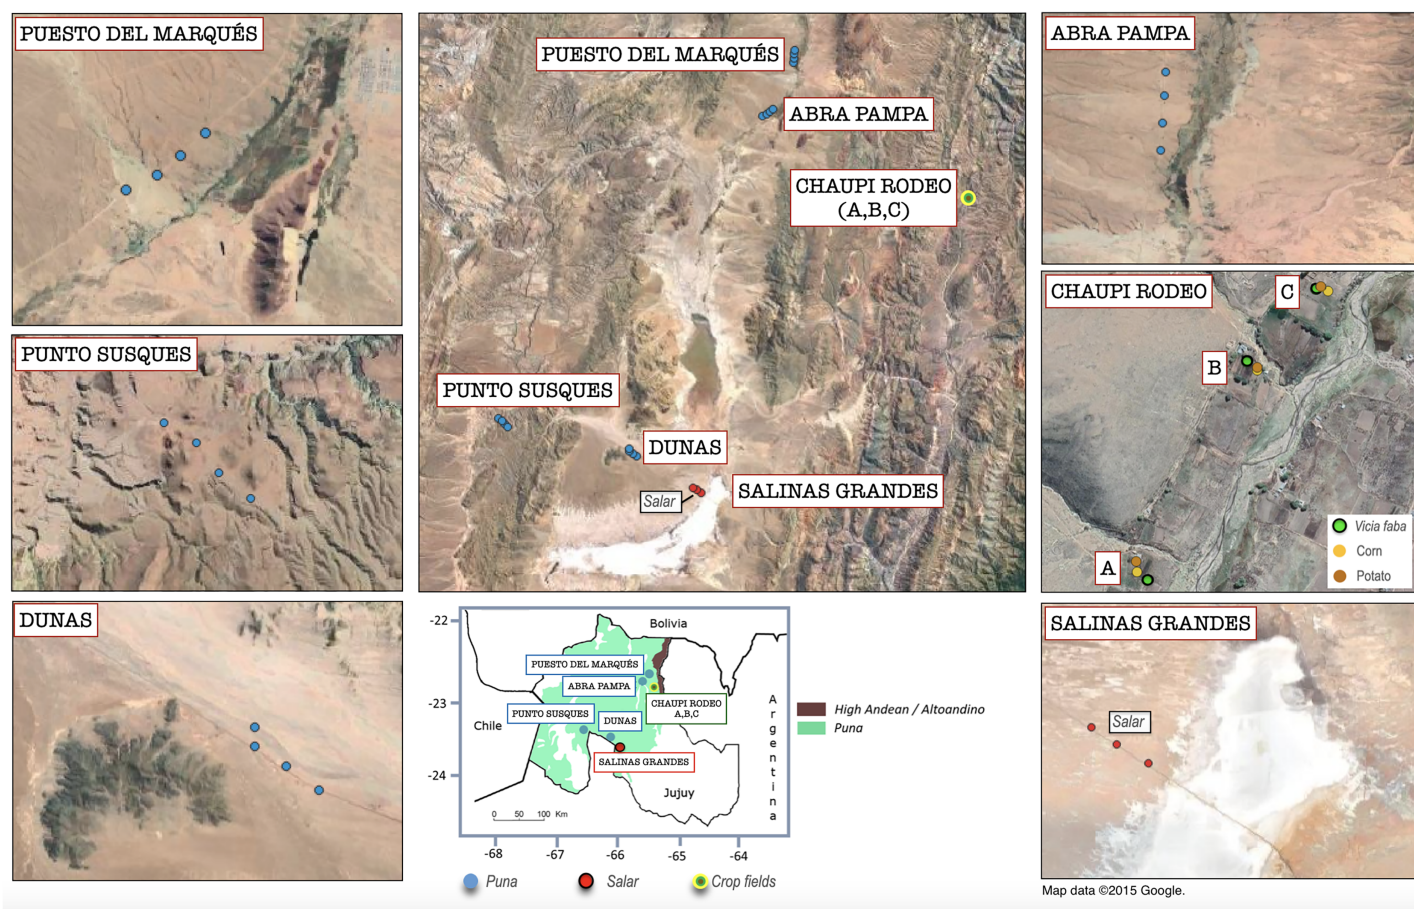 PUESTO DEL MARQUÉS
PUNTO SUSQUES
DUNAS
PUESTO DEL MARQUÉS
ABRA PAMPA
CHAUPI RODEO
(A,B,C)
PUNTO SUSQUES
DUNAS
Salar
SALINAS GRANDES
ABRA PAMPA
CHAUPI RODEO
C
B
A
Vicia faba
Corn
Potato
SALINAS GRANDES
Salar
Map data ©2015 Google.
-22
-23
-24
Bolivia
PUESTO DEL MARQUÉS
ABRA PAMPA
CHAUPI RODEO
A,B,C
PUNTO SUSQUES
DUNAS
Chile
SALINAS GRANDES
Jujuy
Argentina
0 50 100 Km
-68 -67 -66 -65 -64
High Andean / Altoandino
Puna
Puna
Salar
Crop fields